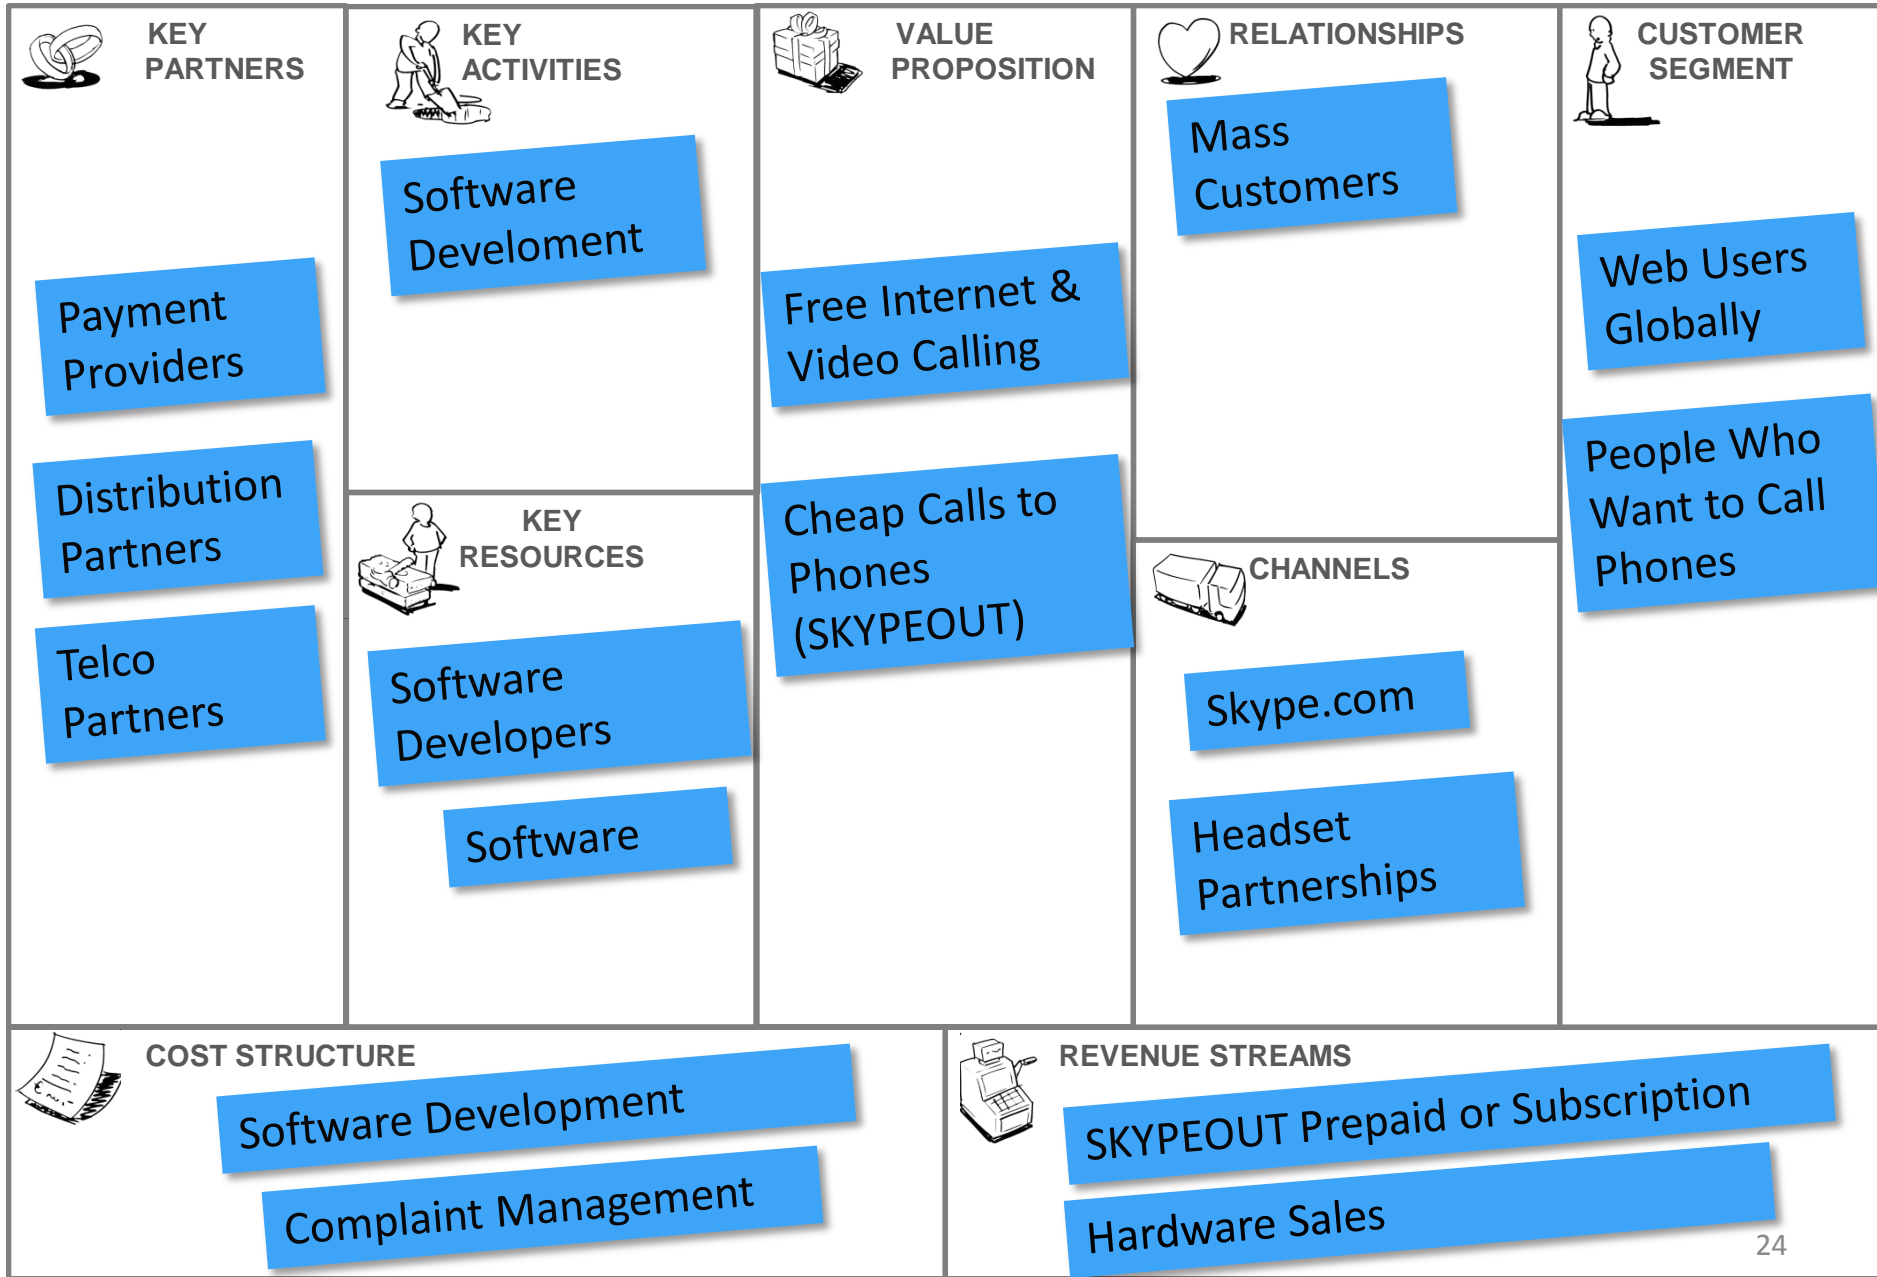 KEY
PARTNERS
Payment
Providers
Distribution
Partners
Telco
Partners
KEY
ACTIVITIES
Software
Develoment
KEY
RESOURCES
Software
Developers
Software
VALUE
PROPOSITION
Free Internet &
Video Calling
Cheap Calls to
Phones
(SKYPEOUT)
RELATIONSHIPS
Mass
Customers
CHANNELS
Skype.com
Headset
Partnerships
CUSTOMER
SEGMENT
Web Users
Globally
People Who
Want to Call
Phones
COST STRUCTURE
Software Development
Complaint Management
REVENUE STREAMS
SKYPEOUT Prepaid or Subscription
Hardware Sales
24